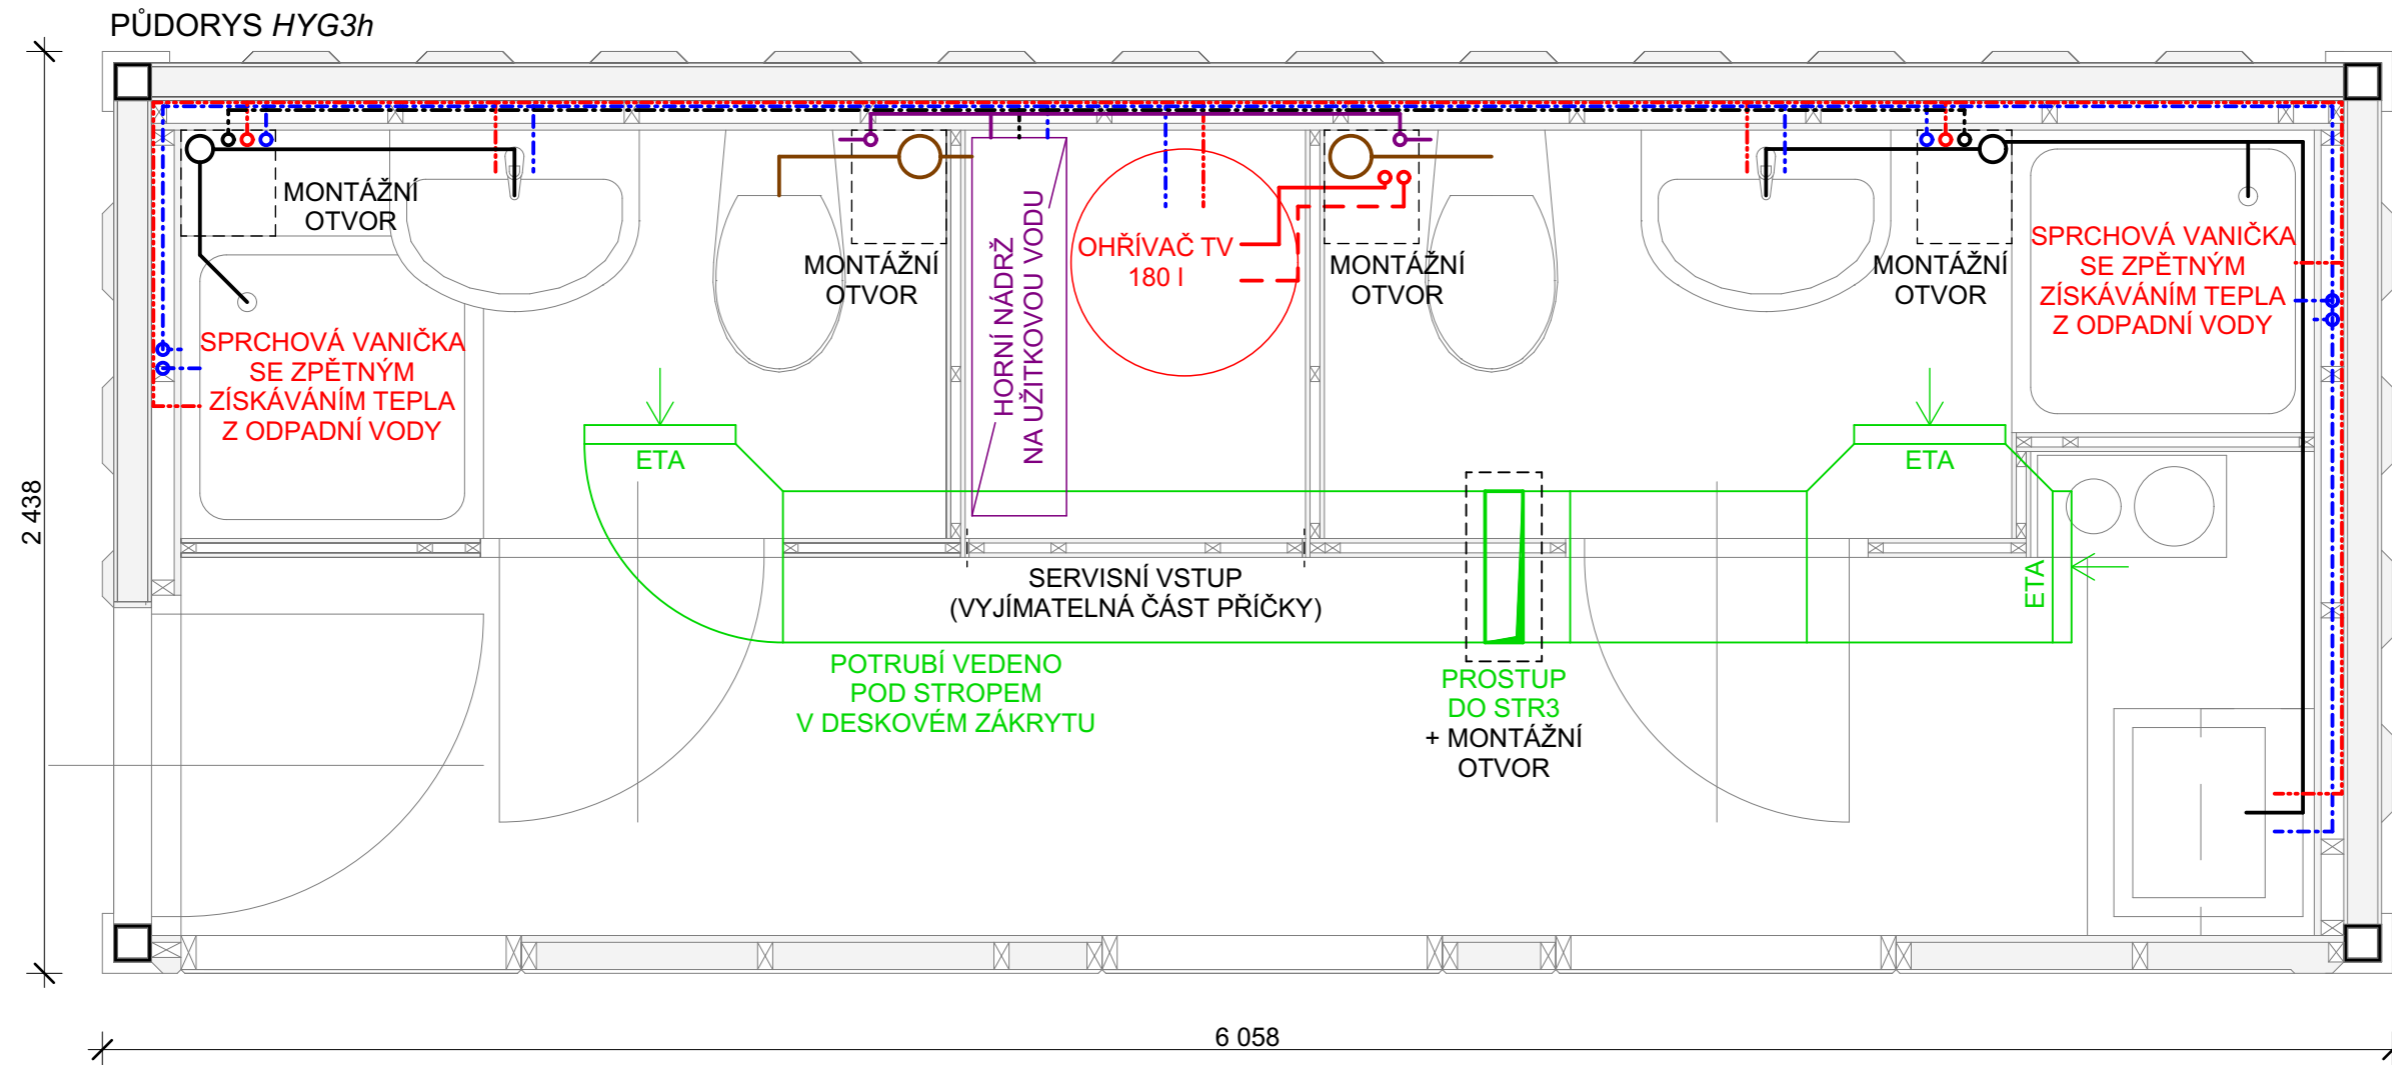 PŮDORYS HYG3h
MONTÁŽNÍ
OTVOR
MONTÁŽNÍ
OTVOR
HORNÍ NÁDRŽ
NA UŽITKOVOU VODU
OHŘÍVAČ TV
180 l
MONTÁŽNÍ
OTVOR
MONTÁŽNÍ
OTVOR
SPRCHOVÁ VANIČKA
SE ZPĚTNÝM
ZÍSKÁVÁNÍM TEPLA
Z ODPADNÍ VODY
SPRCHOVÁ VANIČKA
SE ZPĚTNÝM
ZÍSKÁVÁNÍM TEPLA
Z ODPADNÍ VODY
ETA
ETA
ETA
2 438
SERVISNÍ VSTUP
(VYJÍMATELNÁ ČÁST PŘÍČKY)
POTRUBÍ VEDENO
POD STROPEM
V DESKOVÉM ZÁKRYTU
PROSTUP
DO STR3
+ MONTÁŽNÍ
OTVOR
6 058